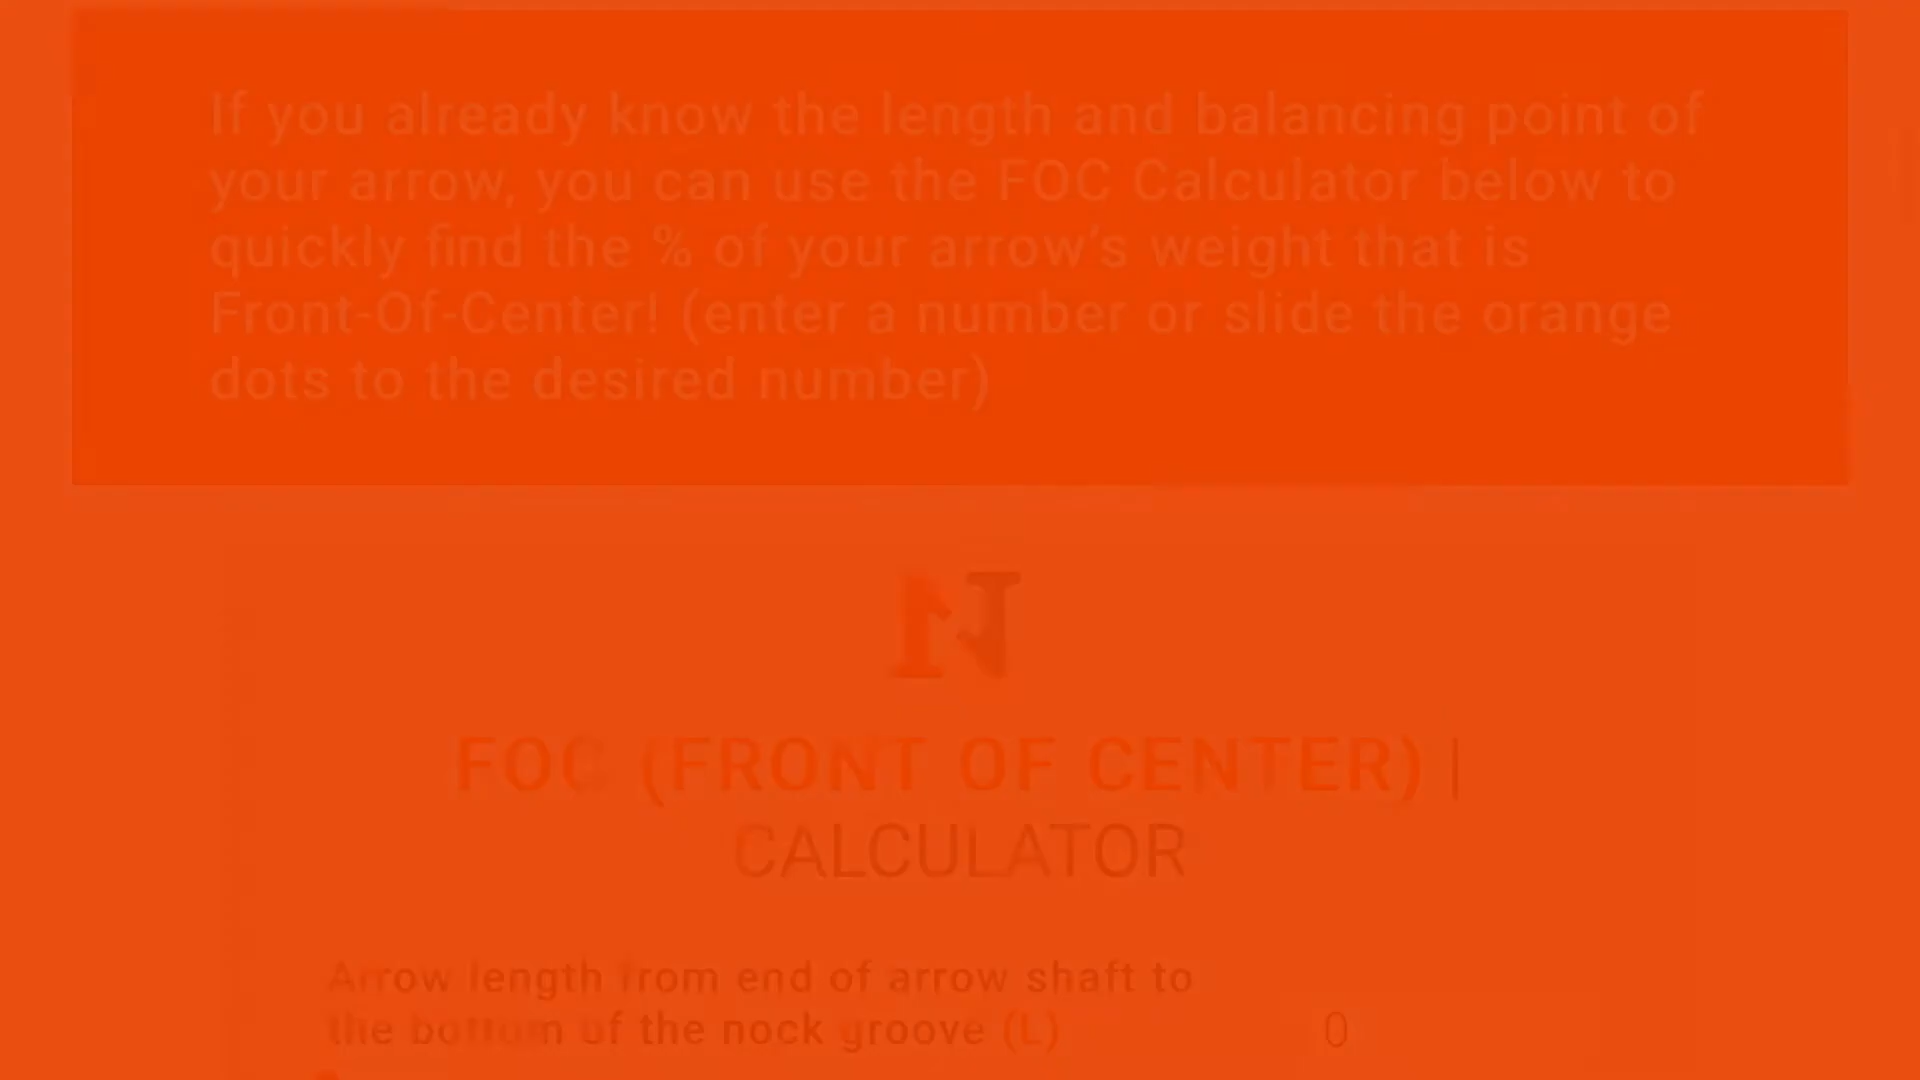 If you already know the length and balancing point of
your arrow, you can use the FOC Calculator below to
quickly find the % of your arrow's weight that is
Front-Of-Center! (enter a number or slide the orange
dots to the desired number)
FOC (FRONT OF CENTER) |
CALCULATOR
Arrow length from end of arrow shaft to
the bottom of the nock groove (L)
0